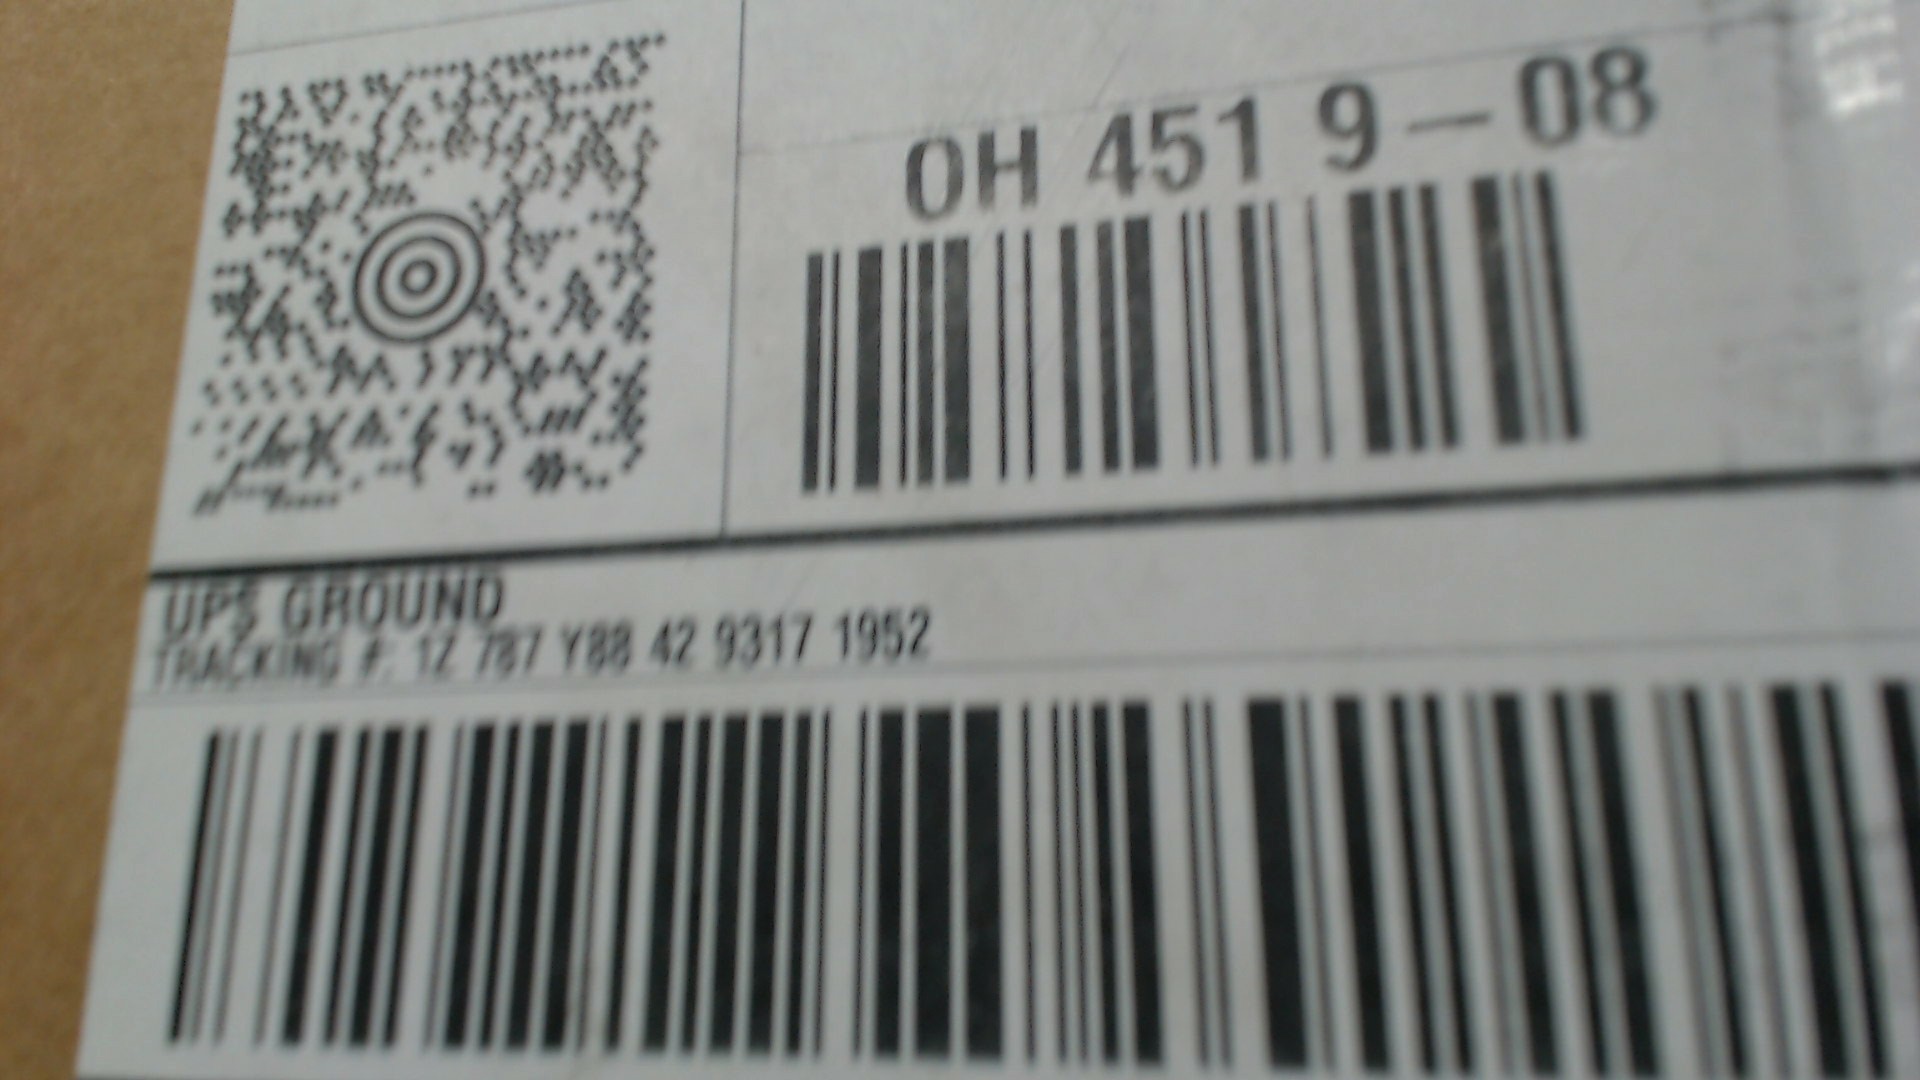 OH 451 9-08
UPS GROUND
TRACKING #: 1Z 787 Y88 42 9317 1952